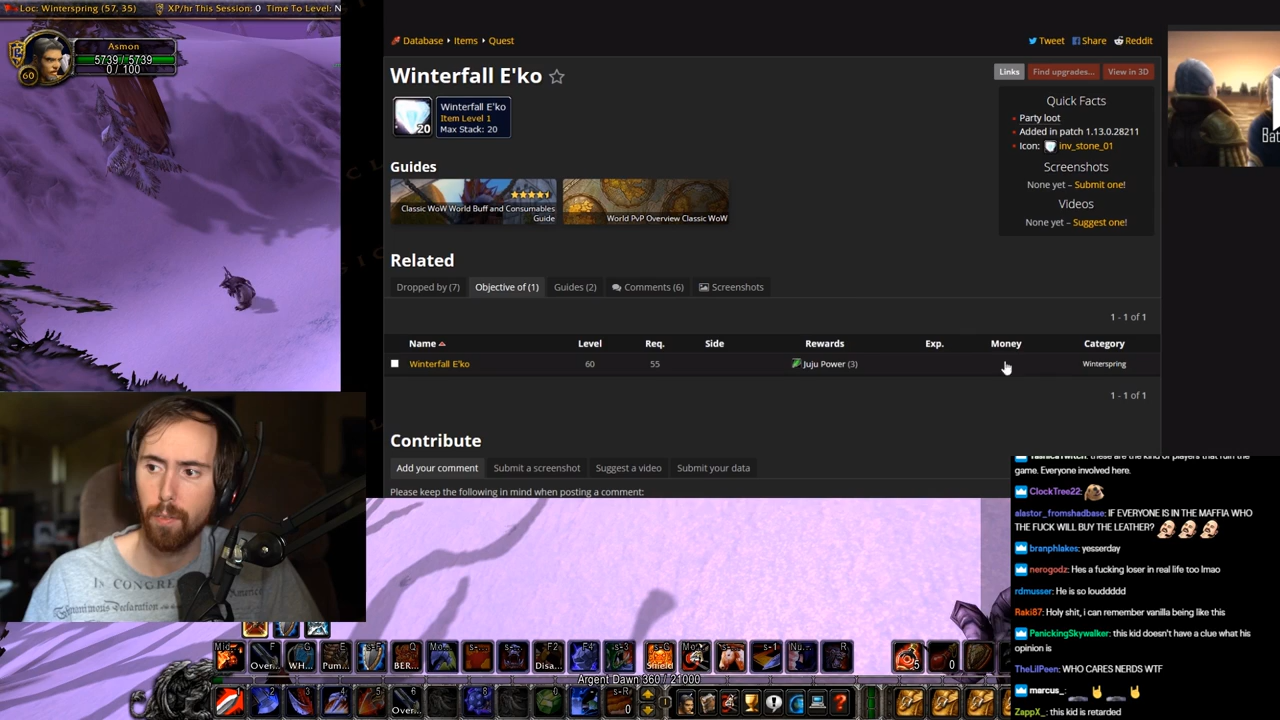 Loc: Winterspring (57, 35)
XP/hr This Session: 0 Time To Level: N
Asmon
5739 / 5739
0 / 100
60
Database
Items
Quest
Tweet
Share
Reddit
Winterfall E'ko
Links
Find upgrades...
View in 3D
20
Winterfall E'ko
Item Level 1
Max Stack: 20
Quick Facts
Party loot
Added in patch 1.13.0.28211
Icon: inv_stone_01
Screenshots
None yet – Submit one!
Videos
None yet – Suggest one!
Bat
Guides
Classic WoW World Buff and Consumables
Guide
World PvP Overview Classic WoW
Related
Dropped by (7)
Objective of (1)
Guides (2)
Comments (6)
Screenshots
1 - 1 of 1
Name Level Req. Side Rewards Exp. Money Category
Winterfall E'ko 60 55 Juju Power (3) Winterspring
1 - 1 of 1
Contribute
Add your comment
Submit a screenshot
Suggest a video
Submit your data
Please keep the following in mind when posting a comment:
YashicaTwitch: these are the kind of players that ruin the
game. Everyone involved here.
ClockTree22:
alastor_fromshadbase: IF EVERYONE IS IN THE MAFFIA WHO
THE FUCK WILL BUY THE LEATHER?
branphlakes: yesterday
nerogodz: Hes a fucking loser in real life too lmao
rdmusser: He is so louddddd
Raki87: Holy shit, i can remember vanilla being like this
PanickingSkywalker: this kid doesn't have a clue what his
opinion is
TheLilPeen: WHO CARES NERDS WTF
marcus_:
ZappX_: this kid is retarded
IN CONGRE
Unanimous Declaration
Argent Dawn 360 / 21000